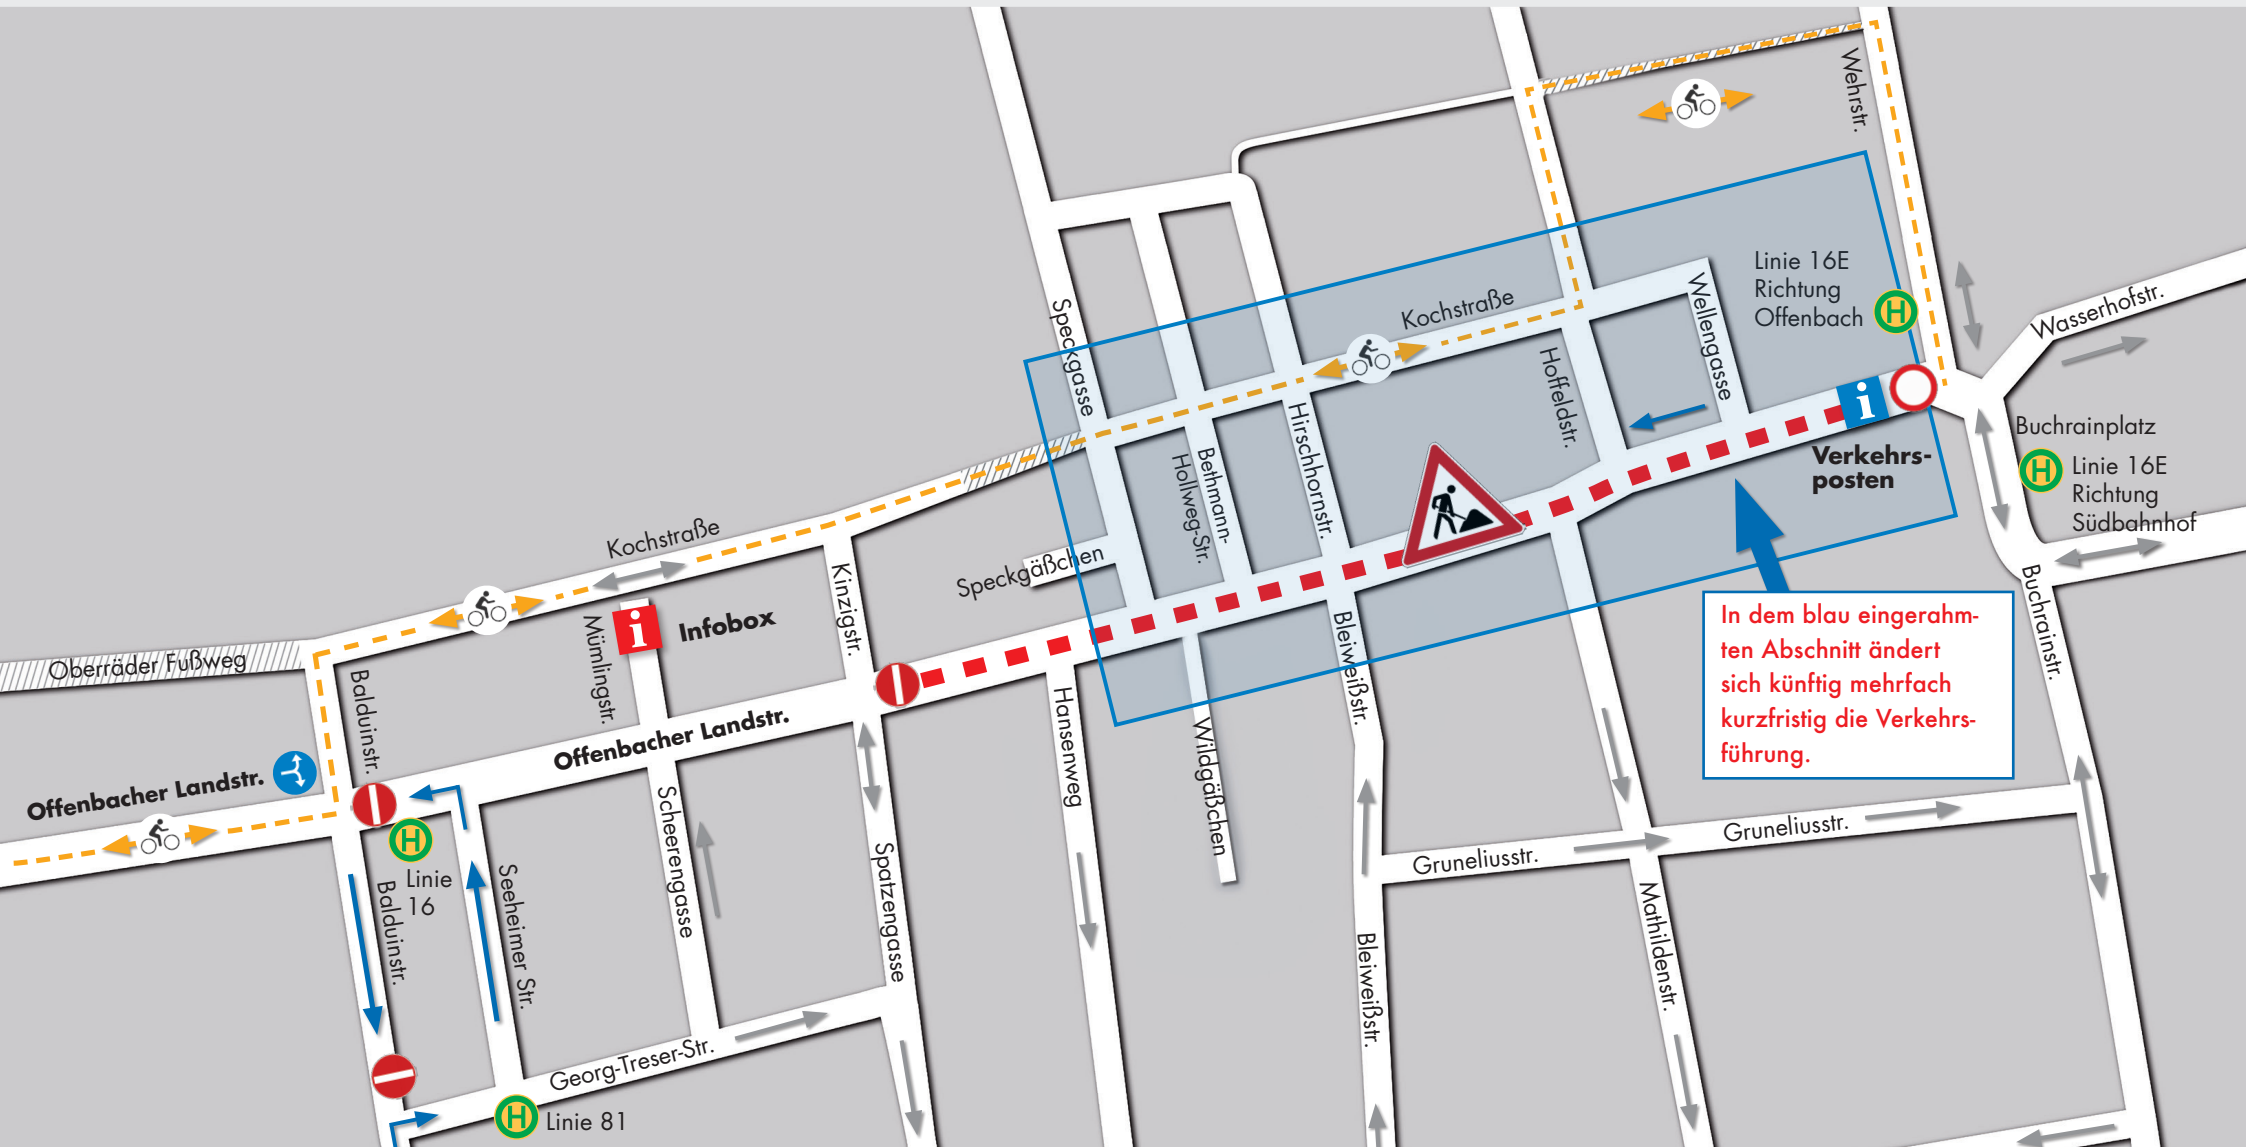 Wehrstr.
Linie 16E
Richtung
Offenbach
H
Wasserhofstr.
Kochstraße
Speckgasse
Wellengasse
Hoffeldstr.
Hirschhornstr.
Bethmann-
Hollweg-Str.
i
Verkehrs-
posten
Buchrainplatz
H
Linie 16E
Richtung
Südbahnhof
Kochstraße
Speckgäßchen
Kinzigstr.
i
Infobox
Mümlingstr.
Oberräder Fußweg
Balduinstr.
Bleiweißstr.
Buchrainstr.
In dem blau eingerahm-
ten Abschnitt ändert
sich künftig mehrfach
kurzfristig die Verkehrs-
führung.
Hansenweg
Wildgäßchen
Offenbacher Landstr.
Offenbacher Landstr.
H
Linie
16
Balduinstr.
Seeheimer Str.
Scheerengasse
Spatzengasse
Gruneliusstr.
Gruneliusstr.
Bleiweißstr.
Mathildenstr.
Georg-Treser-Str.
H
Linie 81